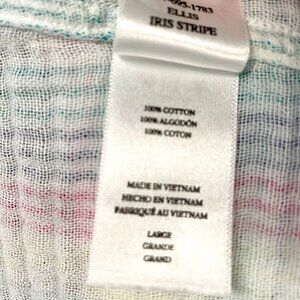 ELLIS
IRIS STRIPE
100% COTTON
100% ALGODÓN
100% COTON
MADE IN VIETNAM
HECHO EN VIETNAM
FABRIQUÉ AU VIETNAM
LARGE
GRANDE
GRAND